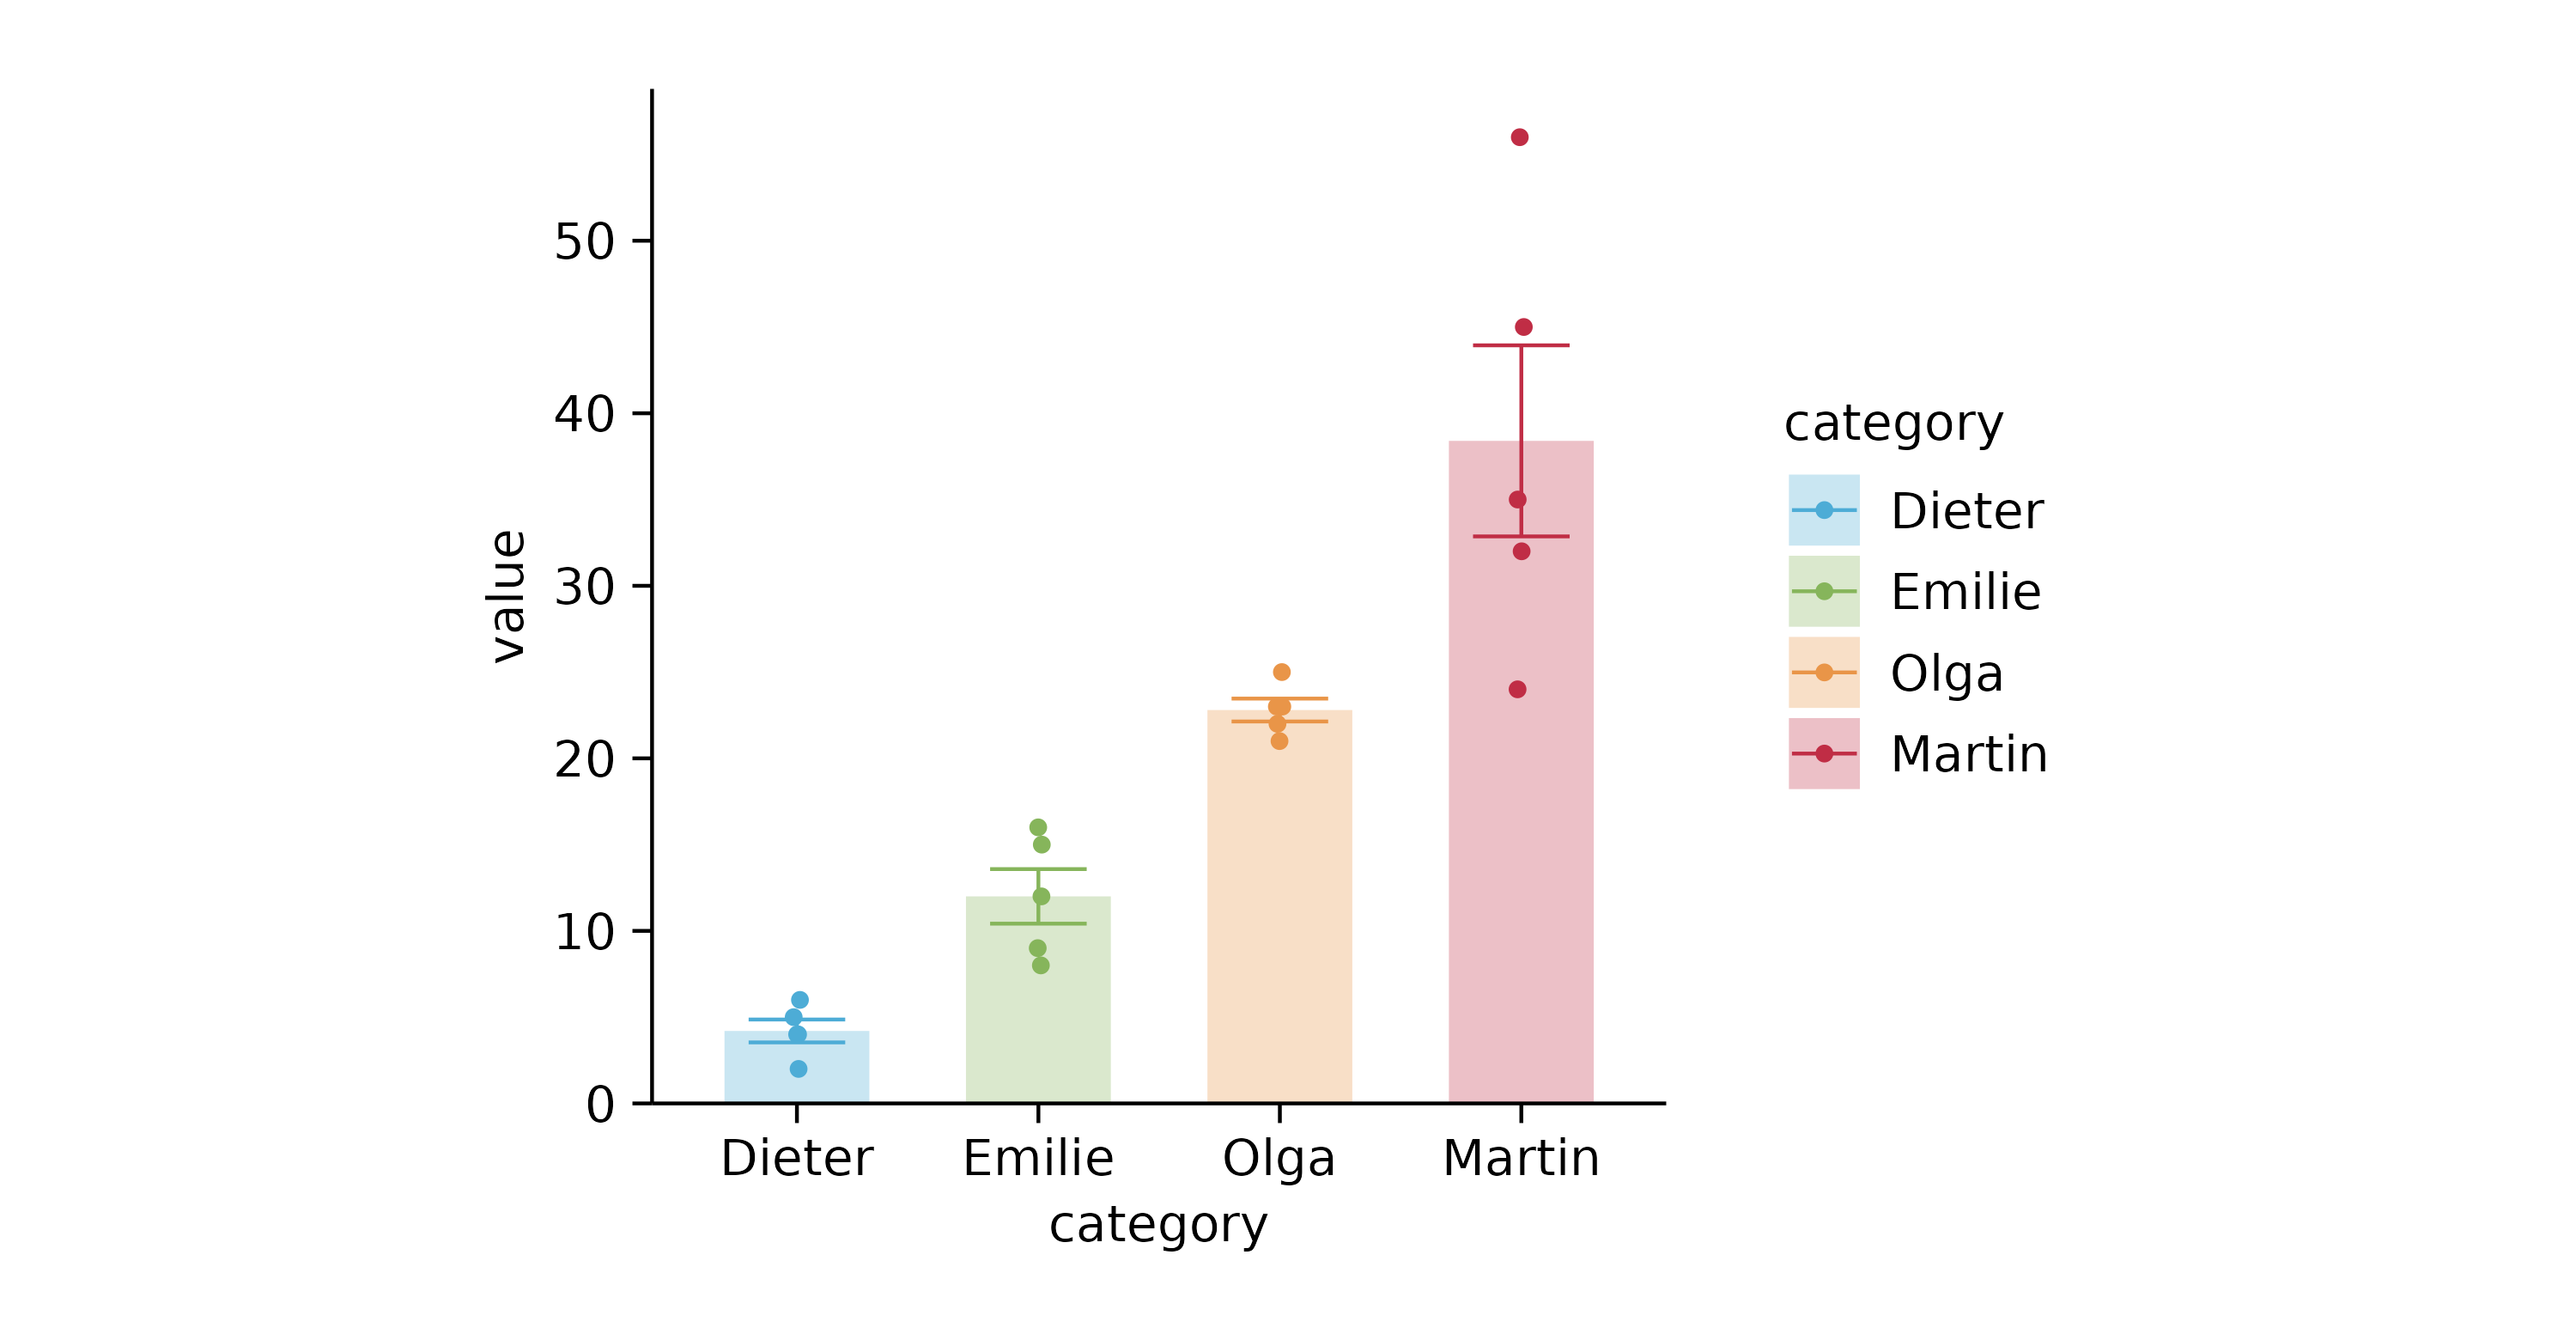 50
40
30
20
10
0
value
Dieter Emilie Olga Martin
category
category
Dieter
Emilie
Olga
Martin